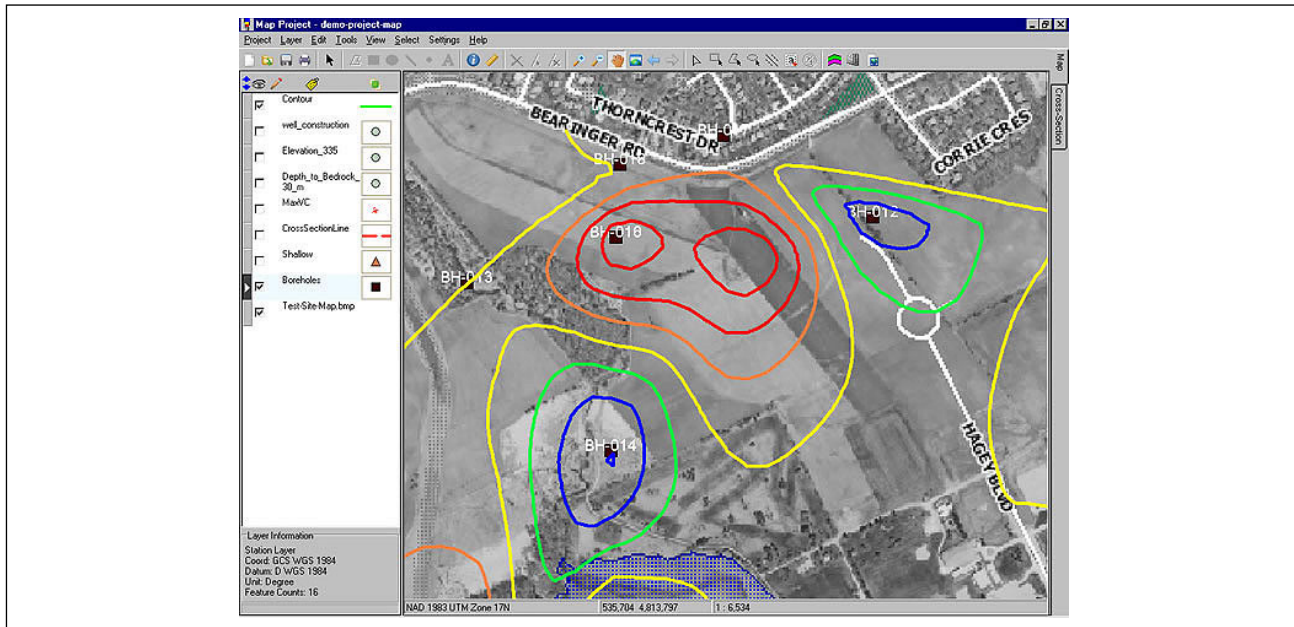 Map Project - demo-project-map
Project Layer Edit Tools View Select Settings Help
Contour
well_construction
Elevation_335
Depth_to_Bedrock_
30_m
MaxVC
CrossSectionLine
Shallow
Boreholes
Test-Site-Map.bmp
Layer Information
Station Layer
Coord: GCS WGS 1984
Datum: D WGS 1984
Unit: Degree
Feature Counts: 16
THORNCREST DR
BEARINGER RD
CORRIE CRES
BH-012
BH-016
BH-013
BH-014
HAGEY BLVD
Map
Cross-Section
NAD 1983 UTM Zone 17N
535,704 4,813,797
1 : 6,534